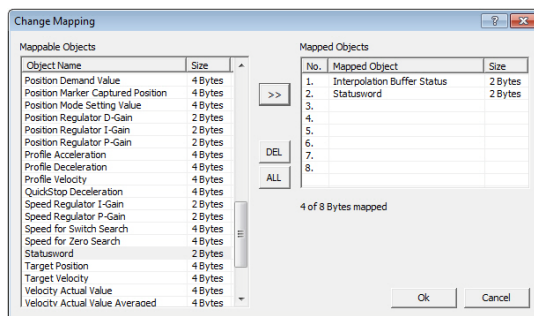 Change Mapping
Mappable Objects
Object Name Size
Position Demand Value 4 Bytes
Position Marker Captured Position 4 Bytes
Position Mode Setting Value 4 Bytes
Position Regulator D-Gain 2 Bytes
Position Regulator I-Gain 2 Bytes
Position Regulator P-Gain 2 Bytes
Profile Acceleration 4 Bytes
Profile Deceleration 4 Bytes
Profile Velocity 4 Bytes
QuickStop Deceleration 4 Bytes
Speed Regulator I-Gain 2 Bytes
Speed Regulator P-Gain 2 Bytes
Speed for Switch Search 4 Bytes
Speed for Zero Search 4 Bytes
Statusword 2 Bytes
Target Position 4 Bytes
Target Velocity 4 Bytes
Velocity Actual Value 4 Bytes
Velocity Actual Value Averaged 4 Bytes
>>
DEL
ALL
Mapped Objects
No. Mapped Object Size
1. Interpolation Buffer Status 2 Bytes
2. Statusword 2 Bytes
3.
4.
5.
6.
7.
8.
4 of 8 Bytes mapped
Ok Cancel